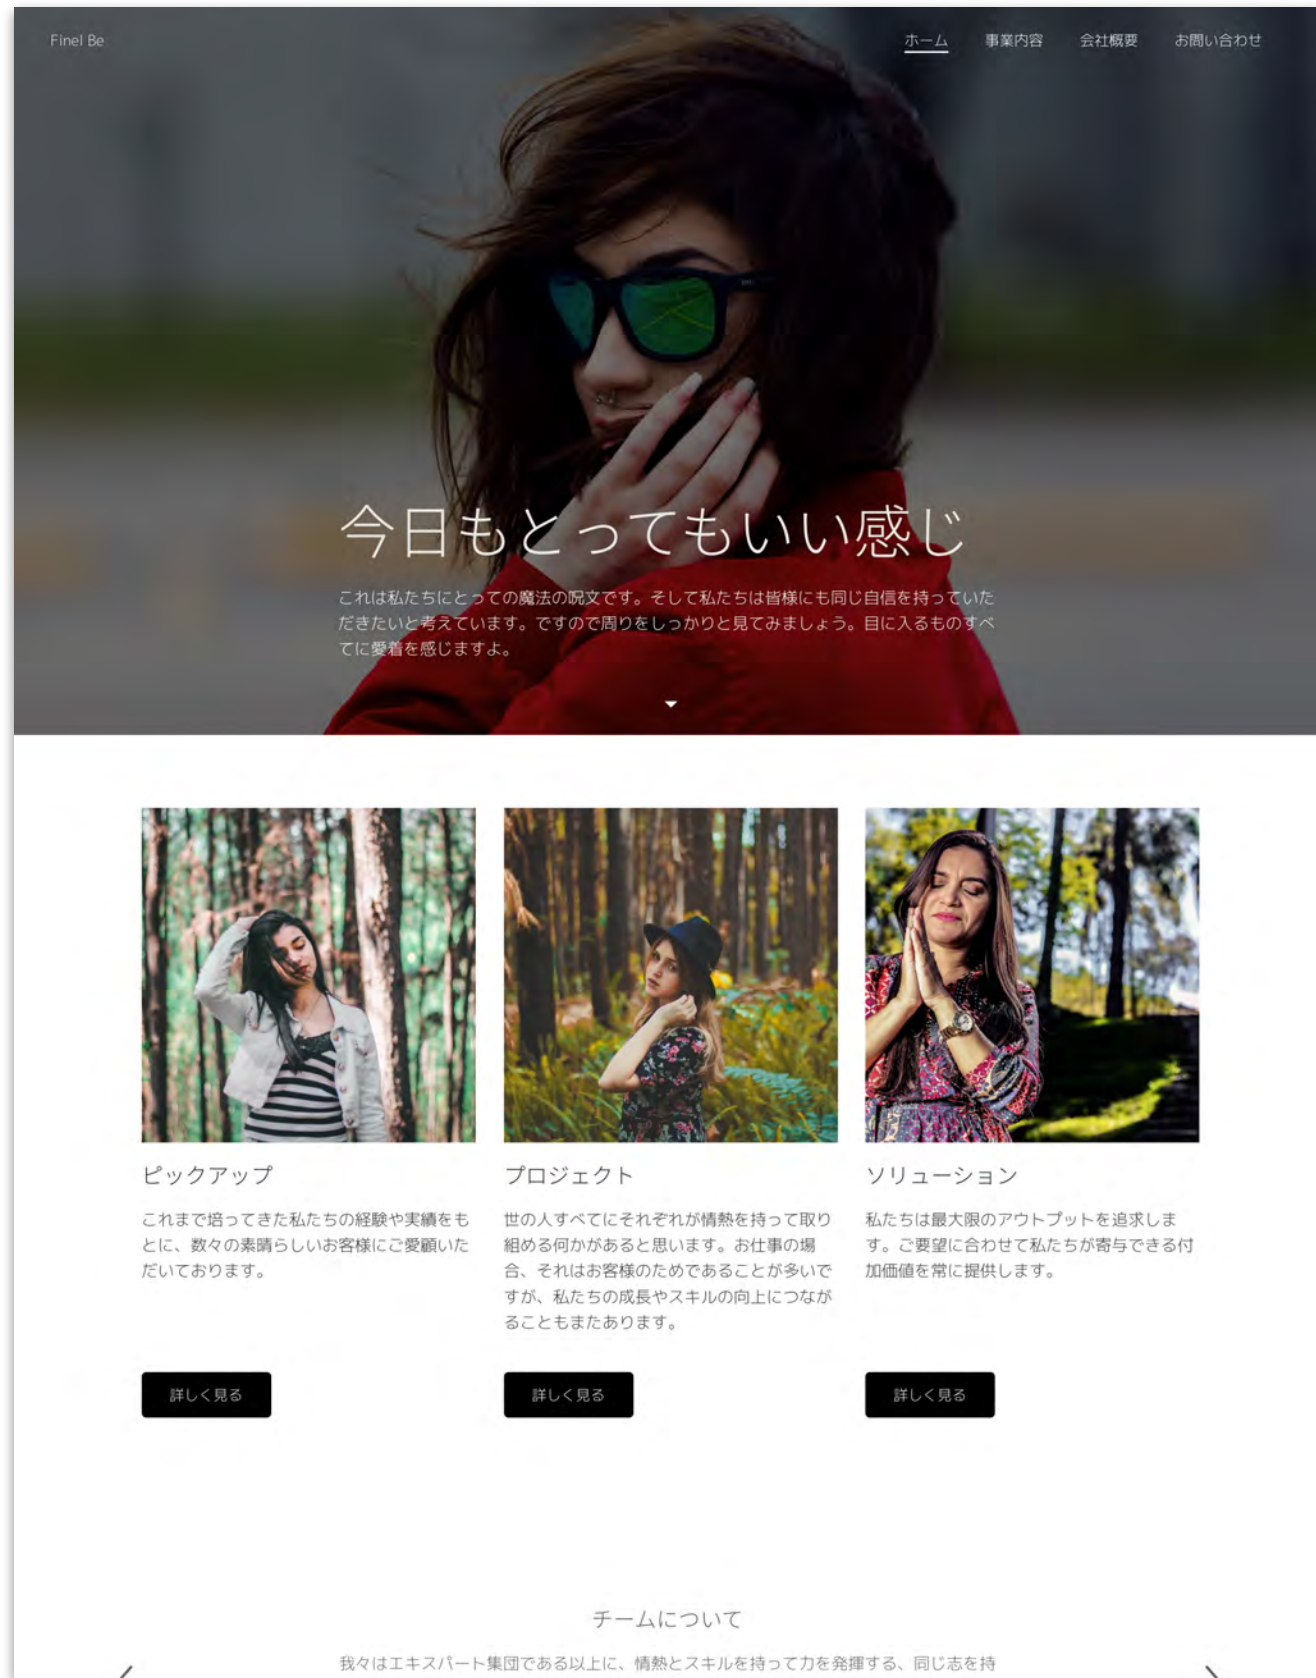 Finel Be
ホーム 事業内容 会社概要 お問い合わせ
今日もとってもいい感じ
これは私たちにとっての魔法の呪文です。そして私たちは皆様にも同じ自信を持っていた
だきたいと考えています。ですので周りをしっかりと見てみましょう。目に入るものすべ
てに愛着を感じますよ。
ピックアップ
これまで培ってきた私たちの経験や実績をも
とに、数々の素晴らしいお客様にご愛顧いた
だいております。
詳しく見る
プロジェクト
世の人すべてにそれぞれが情熱を持って取り
組める何かがあると思います。お仕事の場
合、それはお客様のためであることが多いで
すが、私たちの成長やスキルの向上につなが
ることもまたあります。
詳しく見る
ソリューション
私たちは最大限のアウトプットを追求しま
す。ご要望に合わせて私たちが寄与できる付
加価値を常に提供します。
詳しく見る
チームについて
我々はエキスパート集団である以上に、情熱とスキルを持って力を発揮する、同じ志を持